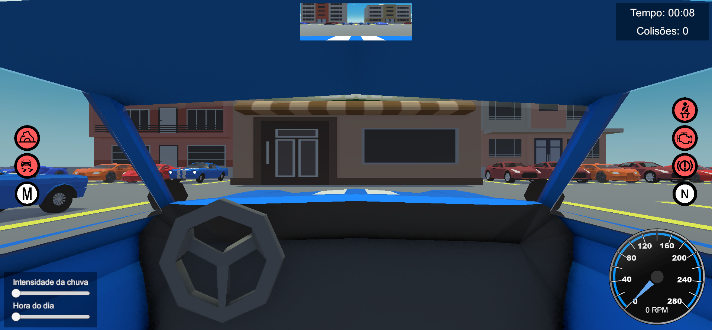 Tempo: 00:08
Colisões: 0
M
N
Intensidade da chuva
Hora do dia
0
40
80
120
160
200
240
280
0 RPM